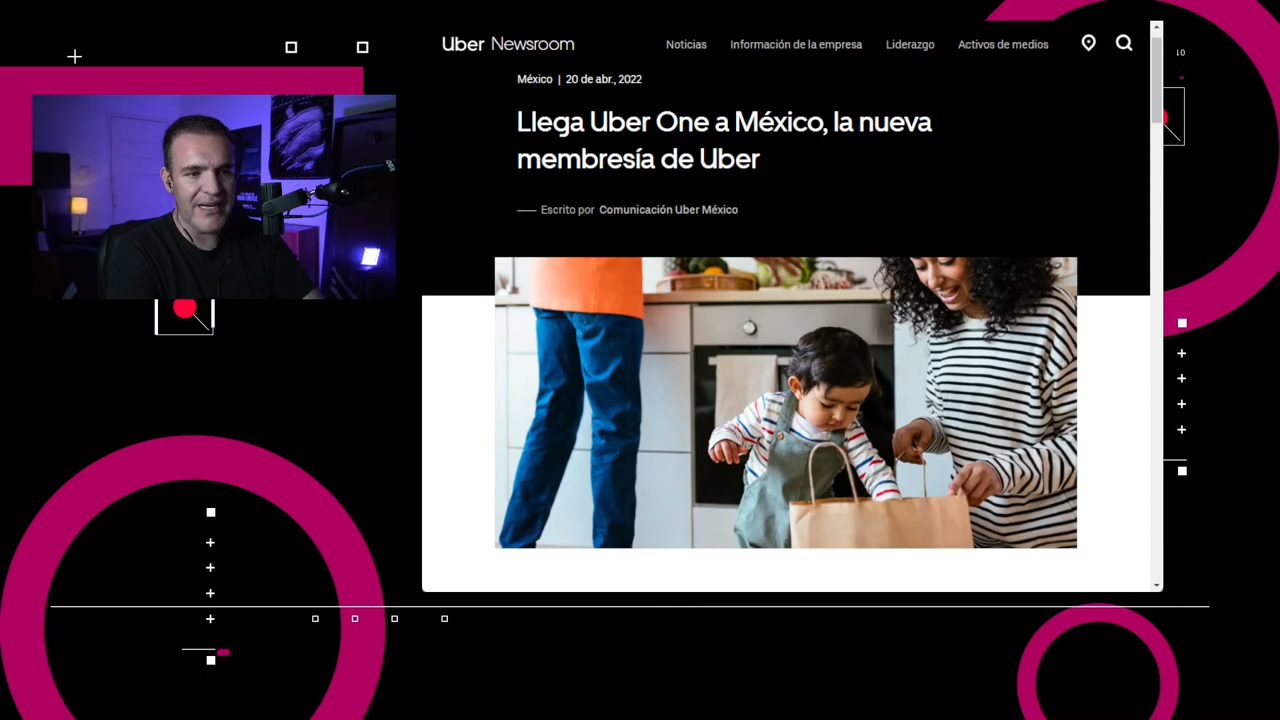 Uber Newsroom
Noticias
Información de la empresa
Liderazgo
Activos de medios
México | 20 de abr., 2022
Llega Uber One a México, la nueva
membresía de Uber
Escrito por Comunicación Uber México